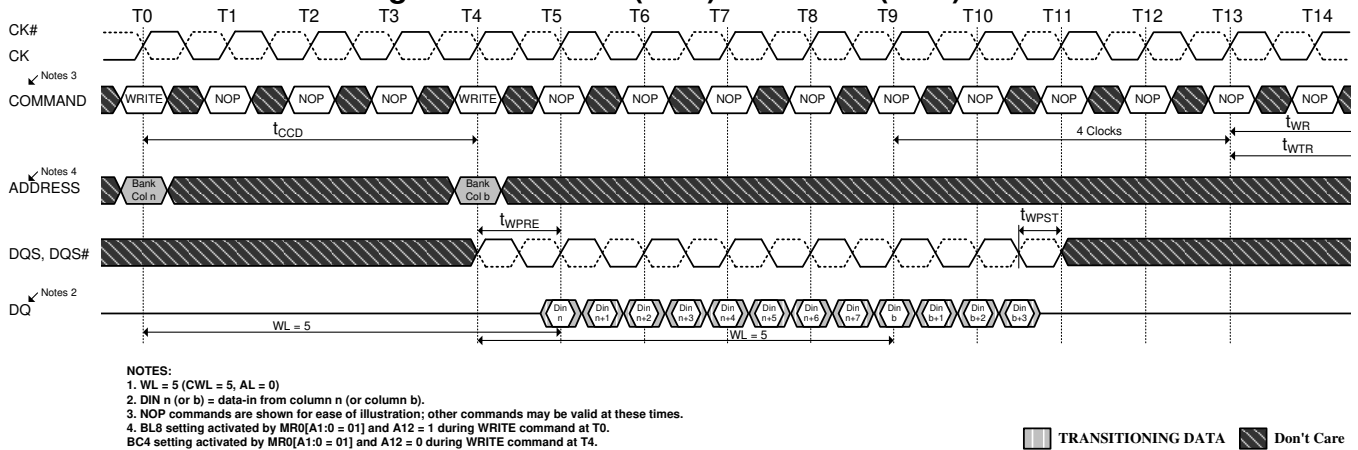 T0 T1 T2 T3 T4 T5 T6 T7 T8 T9 T10 T11 T12 T13 T14
CK#
CK
Notes 3
COMMAND WRITE NOP NOP NOP WRITE NOP NOP NOP NOP NOP NOP NOP NOP NOP NOP
tCCD 4 Clocks tWR
tWTR
Notes 4
ADDRESS
Bank Bank
Col n Col b
tWPRE tWPST
DQS, DQS#
Notes 2
DQ
Din Din Din Din Din Din Din Din Din Din Din Din
n n+1 n+2 n+3 n+4 n+5 n+6 n+7 b b+1 b+2 b+3
WL = 5 WL = 5
NOTES:
1. WL = 5 (CWL = 5, AL = 0)
2. DIN n (or b) = data-in from column n (or column b).
3. NOP commands are shown for ease of illustration; other commands may be valid at these times.
4. BL8 setting activated by MR0[A1:0 = 01] and A12 = 1 during WRITE command at T0.
BC4 setting activated by MR0[A1:0 = 01] and A12 = 0 during WRITE command at T4.
TRANSITIONING DATA Don't Care